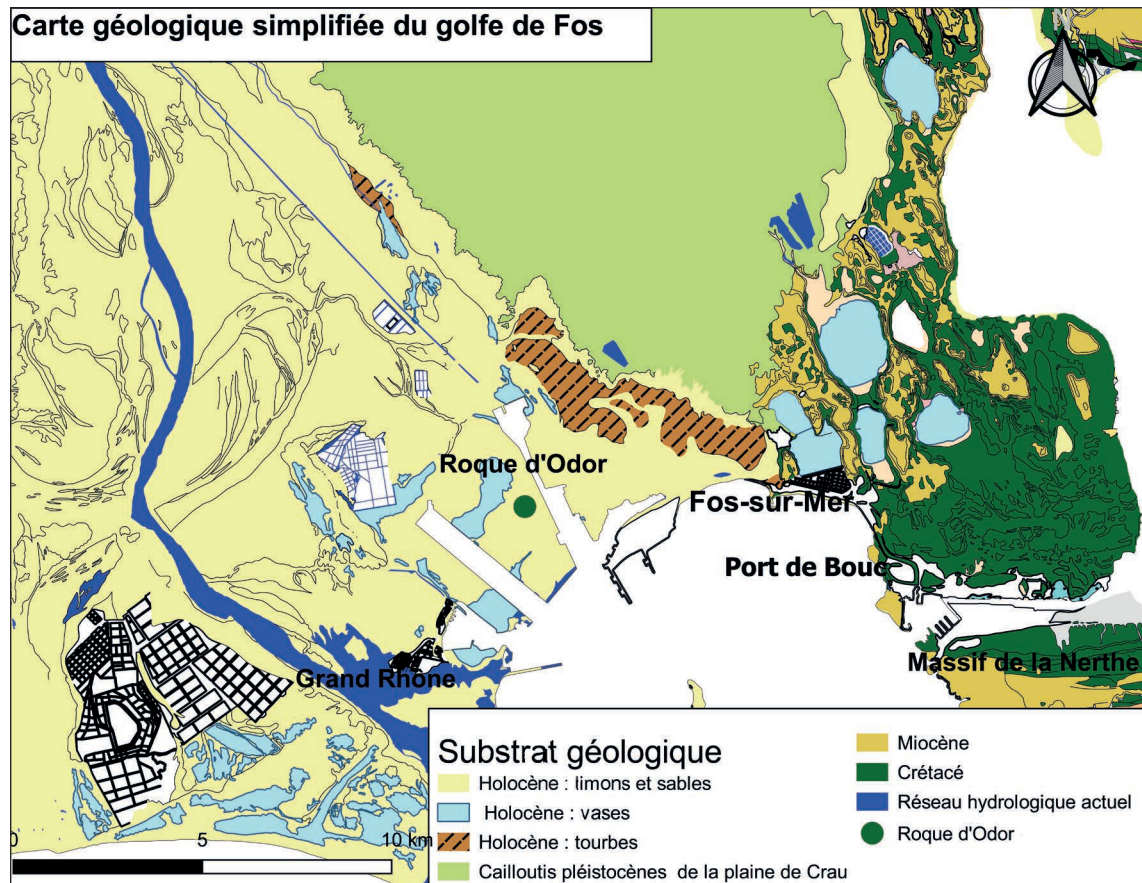 Carte géologique simplifiée du golfe de Fos
Roque d'Odor
Fos-sur-Mer
Port de Bouc
Massif de la Nerthe
Grand Rhône
Substrat géologique
Holocène : limons et sables
Holocène : vases
Holocène : tourbes
Cailloutis pléistocènes de la plaine de Crau
Miocène
Crétacé
Réseau hydrologique actuel
Roque d'Odor
0 5 10 km